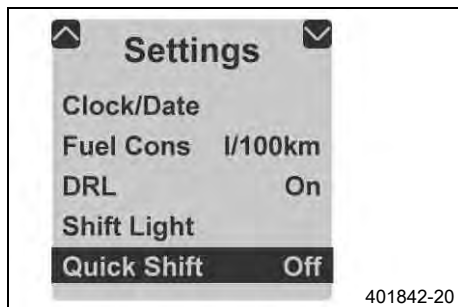 Settings
Clock/Date
Fuel Cons l/100km
DRL On
Shift Light
Quick Shift Off
401842-20